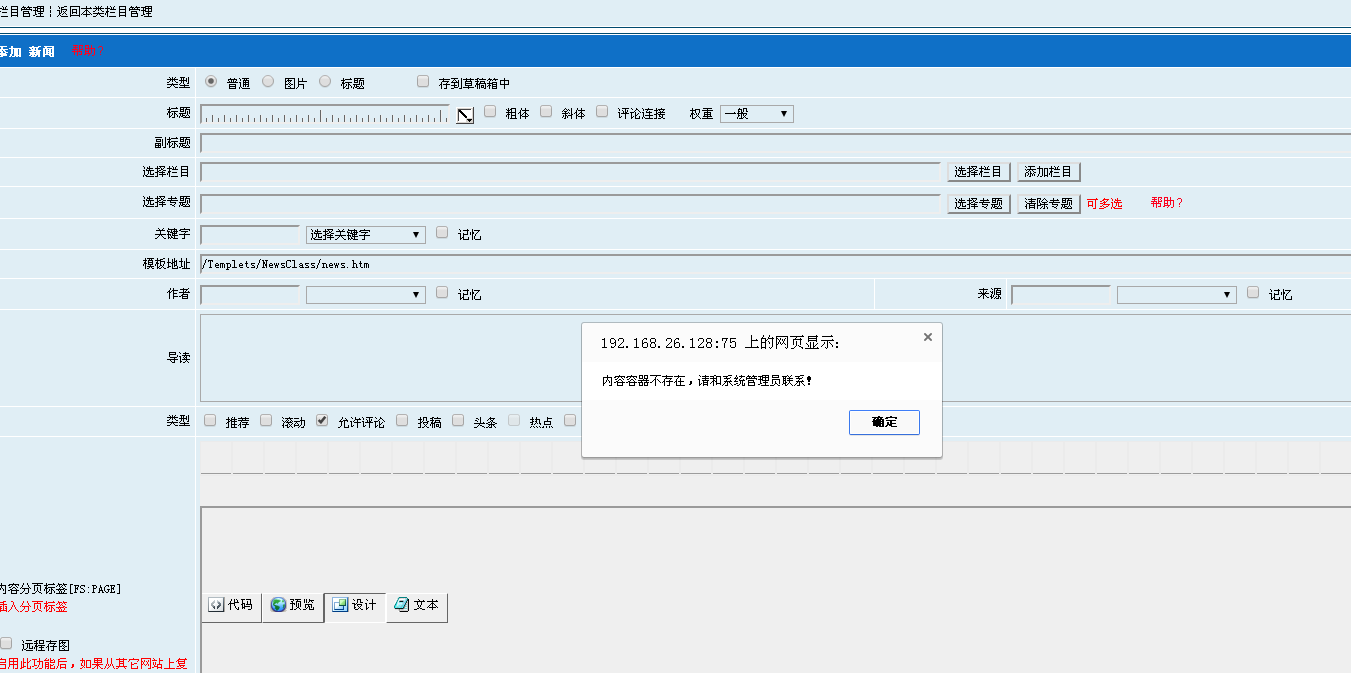 栏目管理 ┆ 返回本类栏目管理
添加 新闻 帮助?
类型 普通 图片 标题 存到草稿箱中
标题 粗体 斜体 评论连接 权重 一般
副标题
选择栏目 选择栏目 添加栏目
选择专题 选择专题 清除专题 可多选 帮助?
关键字 选择关键字 记忆
模板地址 /Templets/NewsClass/news.htm
作者 记忆 来源 记忆
导读
192.168.26.128:75 上的网页显示:
内容容器不存在，请和系统管理员联系!
确定
类型 推荐 滚动 允许评论 投稿 头条 热点
内容分页标签[FS:PAGE]
插入分页标签
代码 预览 设计 文本
远程存图
启用此功能后，如果从其它网站上复